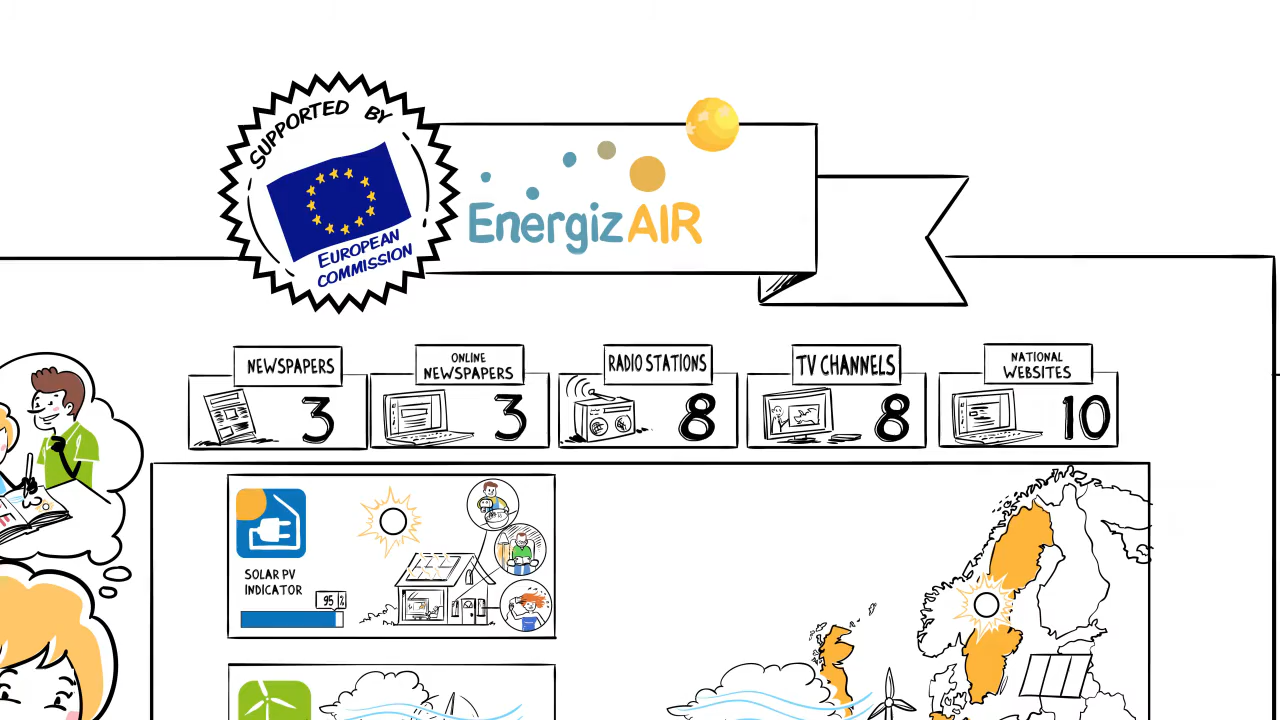 SUPPORTED BY
EUROPEAN
COMMISSION
EnergizAIR
NEWSPAPERS
3
ONLINE
NEWSPAPERS
3
RADIO STATIONS
8
TV CHANNELS
8
NATIONAL
WEBSITES
10
SOLAR PV
INDICATOR
95 %